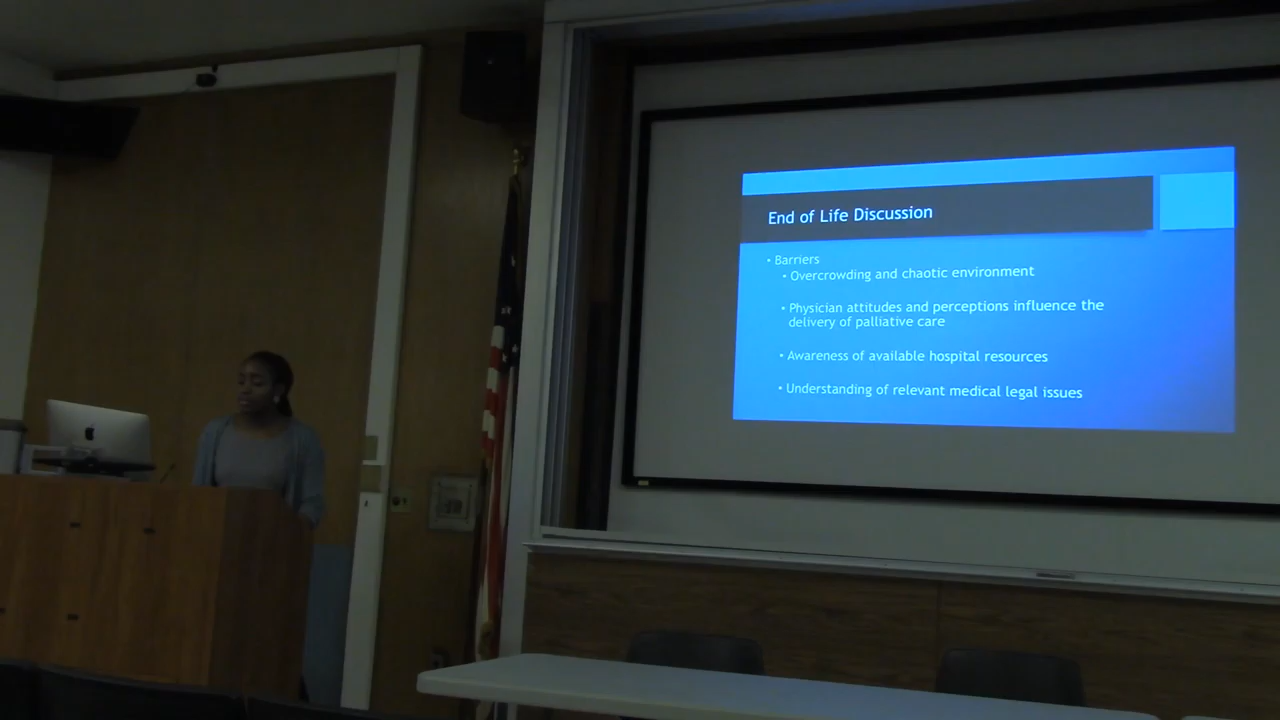 End of Life Discussion
• Barriers
• Overcrowding and chaotic environment
• Physician attitudes and perceptions influence the
delivery of palliative care
• Awareness of available hospital resources
• Understanding of relevant medical legal issues